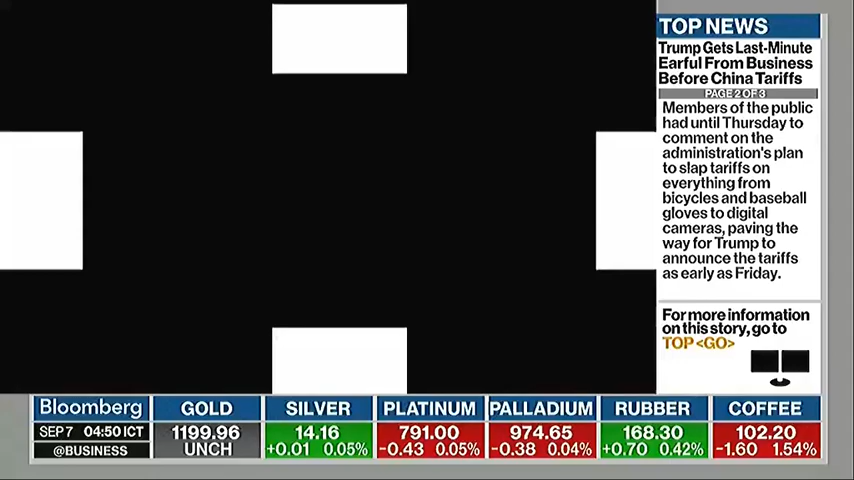 TOP NEWS
Trump Gets Last-Minute
Earful From Business
Before China Tariffs
PAGE 2 OF 3
Members of the public
had until Thursday to
comment on the
administration's plan
to slap tariffs on
everything from
bicycles and baseball
gloves to digital
cameras, paving the
way for Trump to
announce the tariffs
as early as Friday.
For more information
on this story, go to
TOP <GO>
Bloomberg GOLD SILVER PLATINUM PALLADIUM RUBBER COFFEE
SEP 7 04:50 ICT 1199.96 14.16 791.00 974.65 168.30 102.20
@BUSINESS UNCH +0.01 0.05% -0.43 0.05% -0.38 0.04% +0.70 0.42% -1.60 1.54%